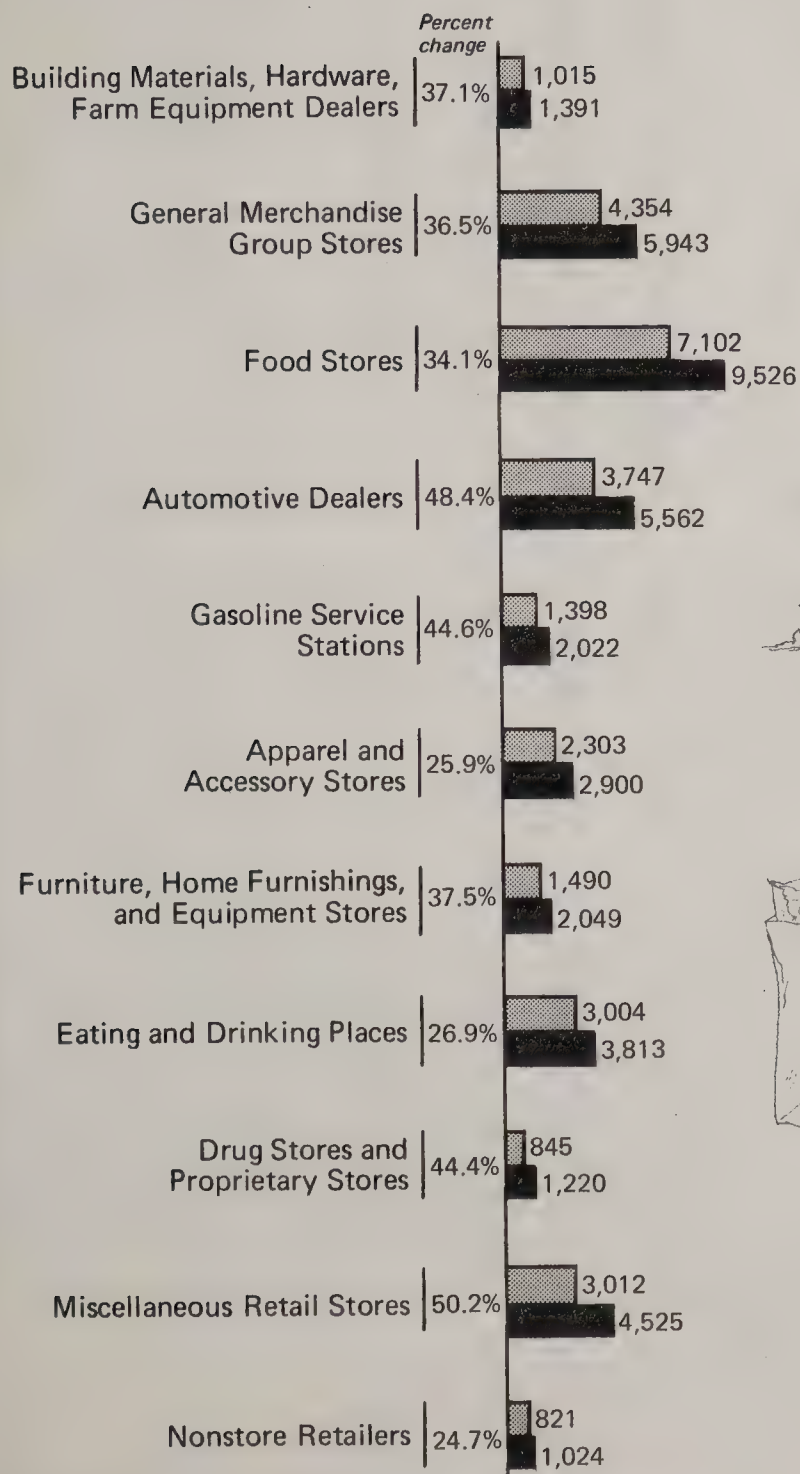 Percent
change
Building Materials, Hardware,
Farm Equipment Dealers
37.1%
1,015
1,391
General Merchandise
Group Stores
36.5%
4,354
5,943
Food Stores
34.1%
7,102
9,526
Automotive Dealers
48.4%
3,747
5,562
Gasoline Service
Stations
44.6%
1,398
2,022
Apparel and
Accessory Stores
25.9%
2,303
2,900
Furniture, Home Furnishings,
and Equipment Stores
37.5%
1,490
2,049
Eating and Drinking Places
26.9%
3,004
3,813
Drug Stores and
Proprietary Stores
44.4%
845
1,220
Miscellaneous Retail Stores
50.2%
3,012
4,525
Nonstore Retailers
24.7%
821
1,024